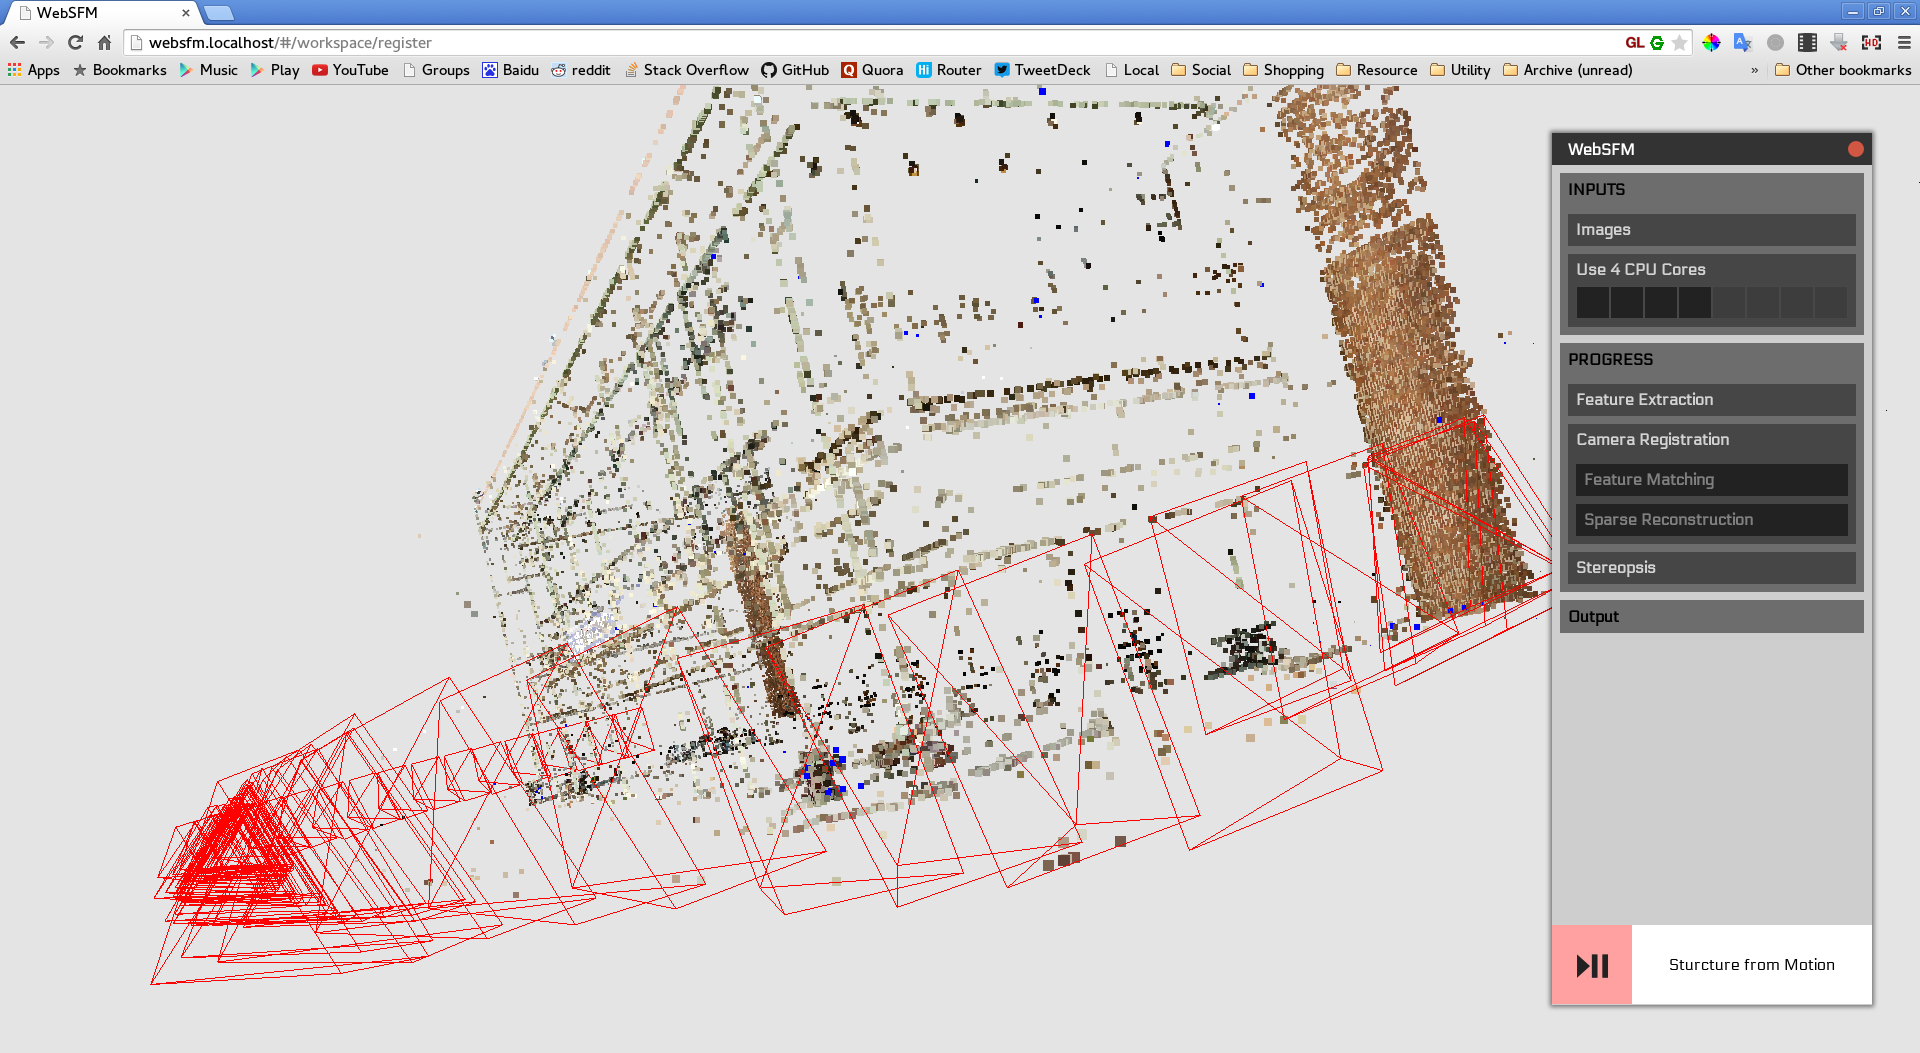 WebSFM
websfm.localhost/#/workspace/register
GL
HD
Apps Bookmarks Music Play YouTube Groups Baidu reddit Stack Overflow GitHub Quora Hi Router TweetDeck Local Social Shopping Resource Utility Archive (unread) » Other bookmarks
WebSFM
INPUTS
Images
Use 4 CPU Cores
PROGRESS
Feature Extraction
Camera Registration
Feature Matching
Sparse Reconstruction
Stereopsis
Output
Sturcture from Motion